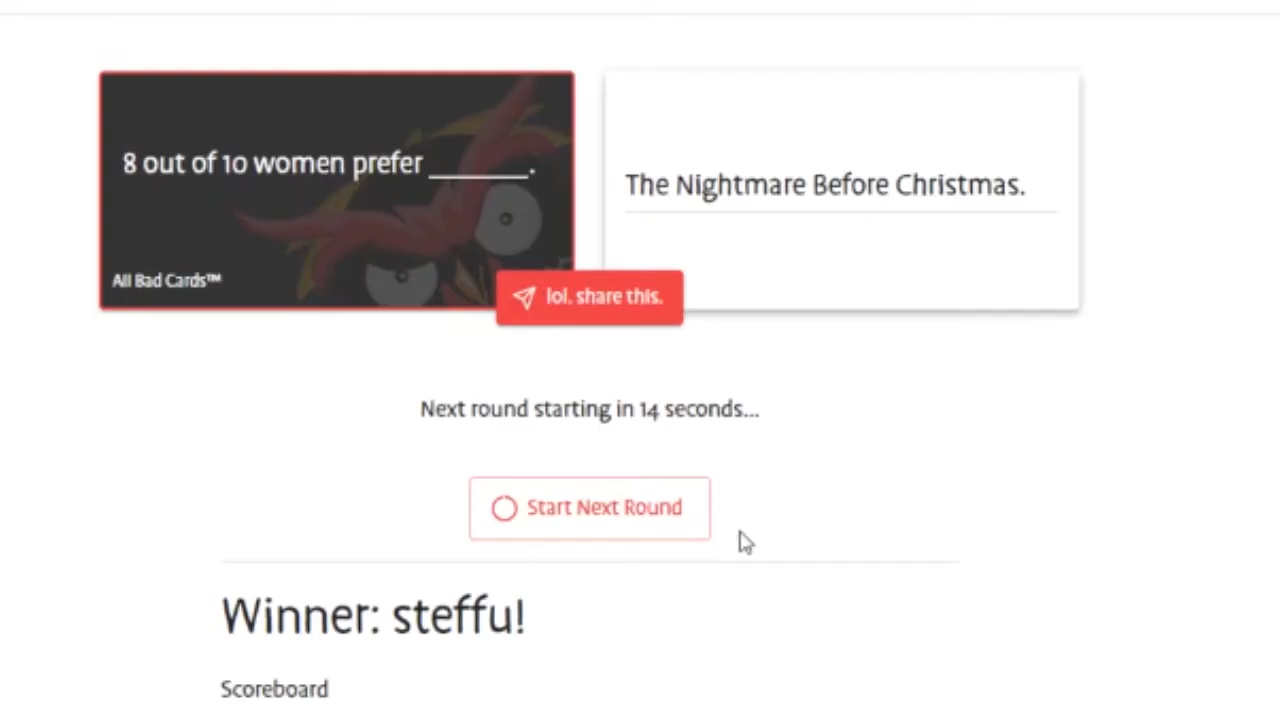 8 out of 10 women prefer _______.
The Nightmare Before Christmas.
All Bad Cards™
lol. share this.
Next round starting in 14 seconds...
Start Next Round
Winner: steffu!
Scoreboard